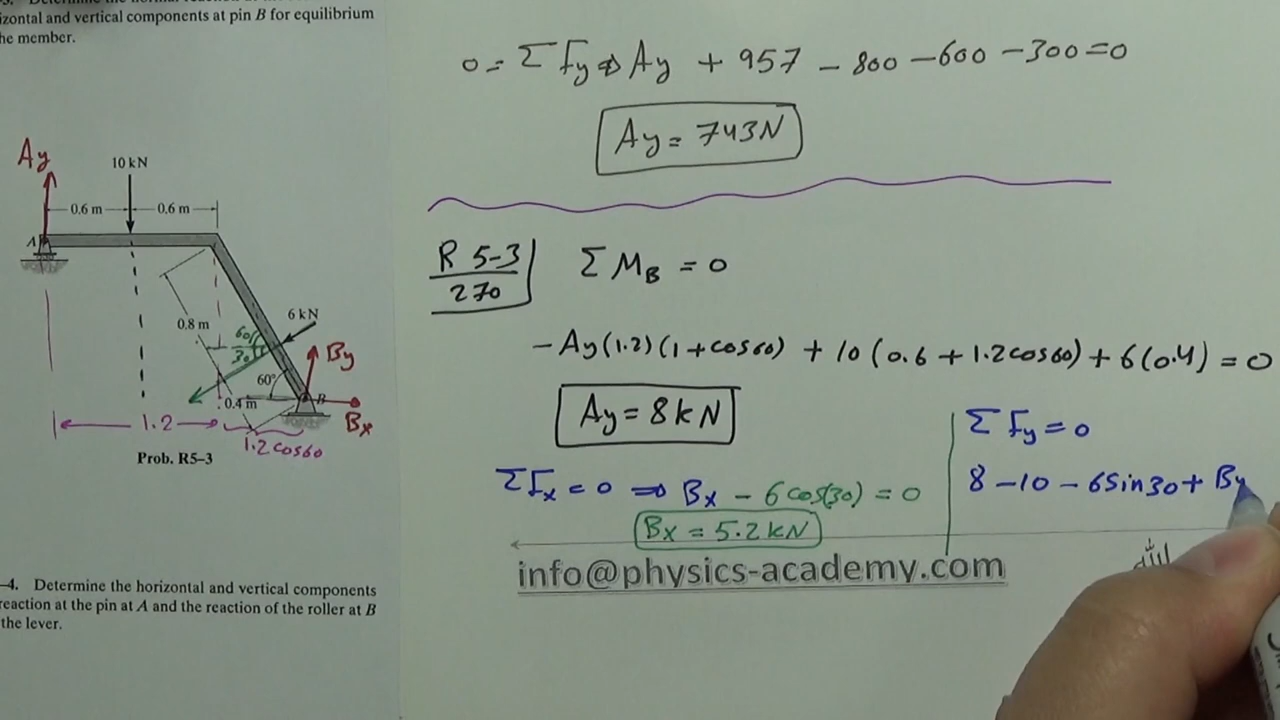 izontal and vertical components at pin B for equilibrium
he member.
Ay
10 kN
0.6 m
0.6 m
A
0.8 m
60
30
6 kN
By
60°
B
0.4 m
Bx
1.2
1.2 cos60
Prob. R5–3
–4. Determine the horizontal and vertical components
reaction at the pin at A and the reaction of the roller at B
the lever.
0 = Σ Fy ⇒ Ay + 957 - 800 - 600 - 300 = 0
Ay = 743N
R 5-3
270
Σ MB = 0
- Ay(1.2)(1+cos60) + 10(0.6 + 1.2cos60) + 6(0.4) = 0
Ay = 8 kN
ΣFx = 0 ⇒ Bx - 6cos(30) = 0
Bx = 5.2 kN
Σ Fy = 0
8 - 10 - 6Sin30 + By
info@physics-academy.com
الله